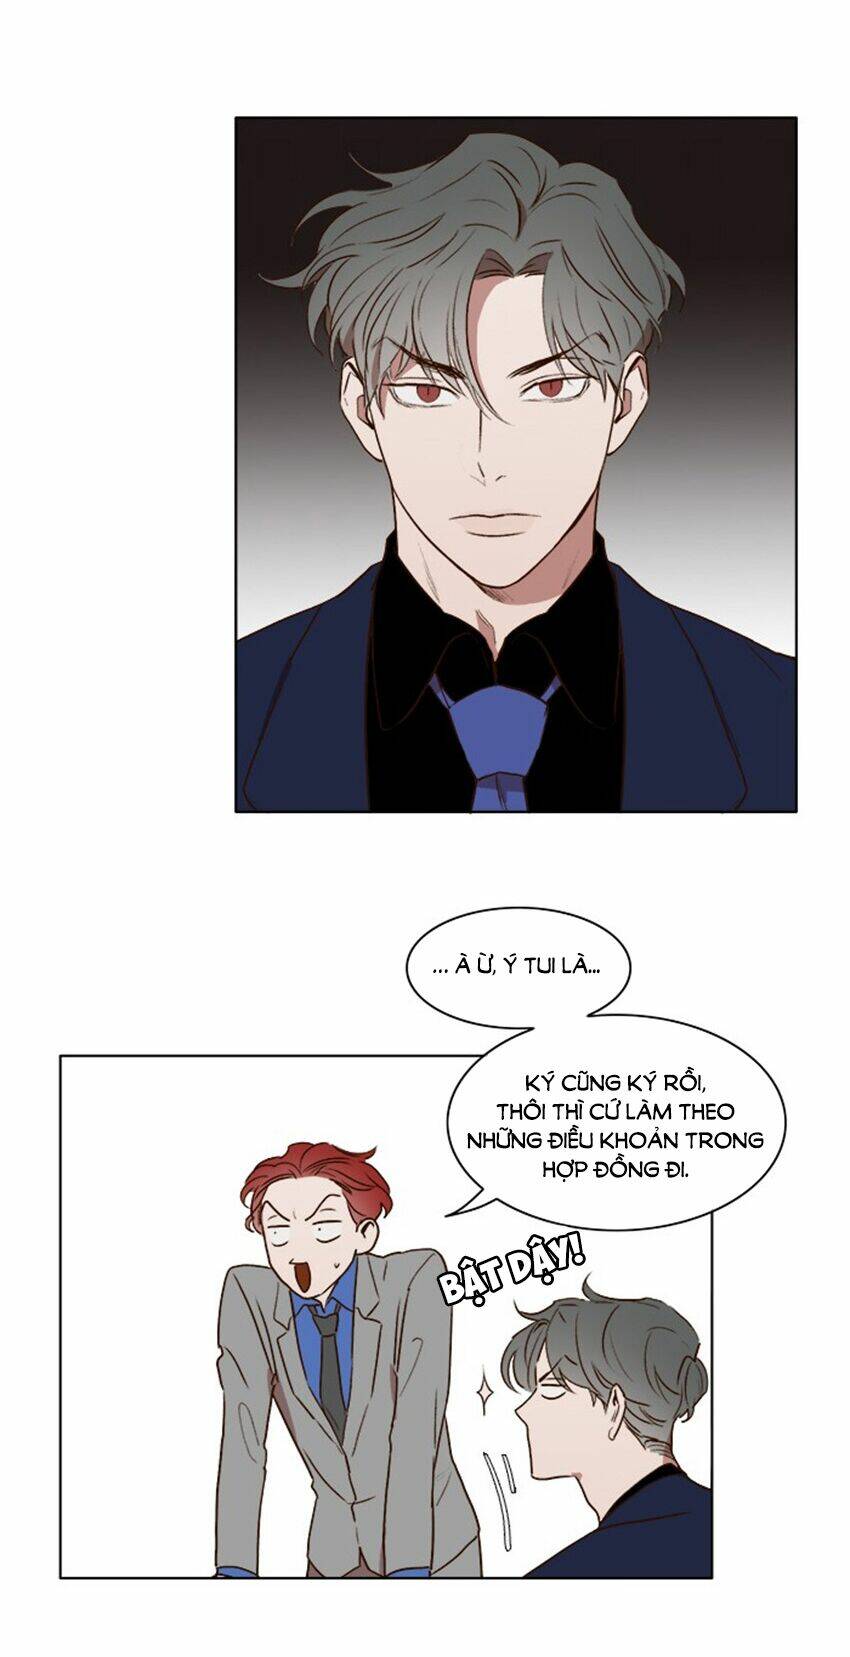 ... À Ừ, Ý TUI LÀ...
KÝ CŨNG KÝ RỒI,
THÔI THÌ CỨ LÀM THEO
NHỮNG ĐIỀU KHOẢN TRONG
HỢP ĐỒNG ĐI.
BẬT DẬY!